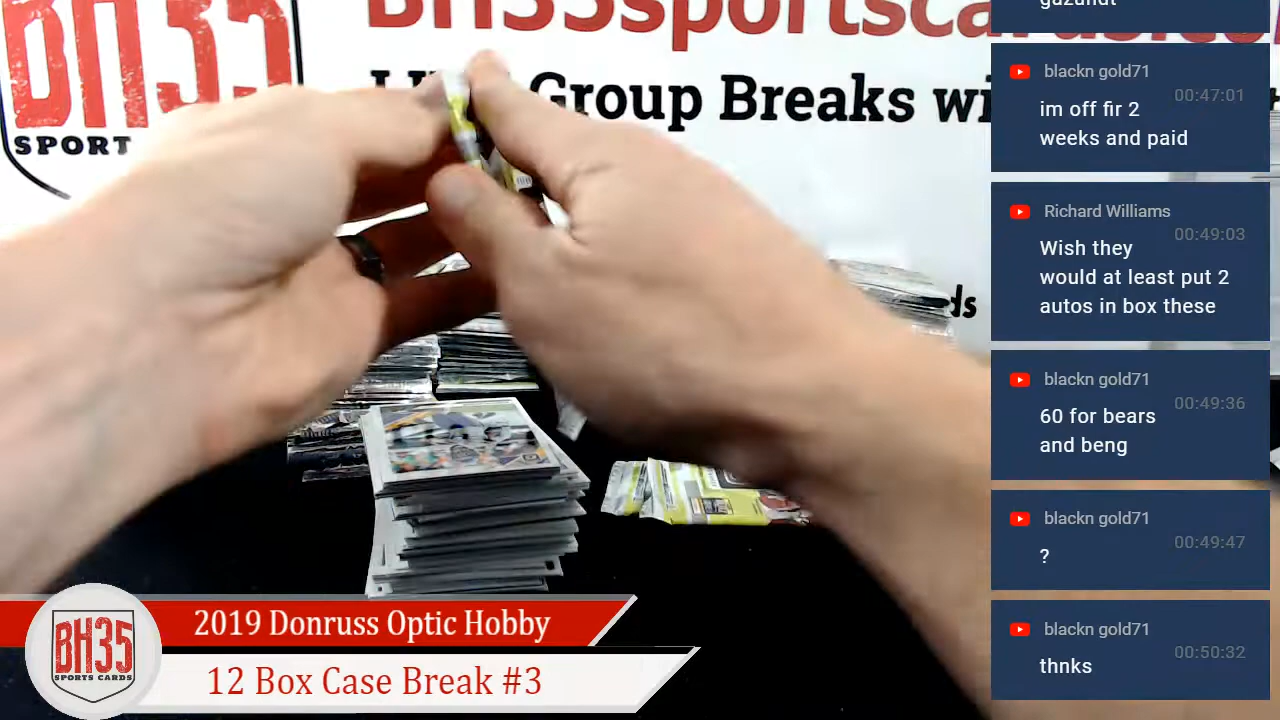 BH35
SPORT
BH35sportscards.com
Group Breaks wi
ds
gazundt
blackn gold71
00:47:01
im off fir 2
weeks and paid
Richard Williams
00:49:03
Wish they
would at least put 2
autos in box these
blackn gold71
00:49:36
60 for bears
and beng
blackn gold71
00:49:47
?
blackn gold71
00:50:32
thnks
BH35
SPORTS CARDS
2019 Donruss Optic Hobby
12 Box Case Break #3